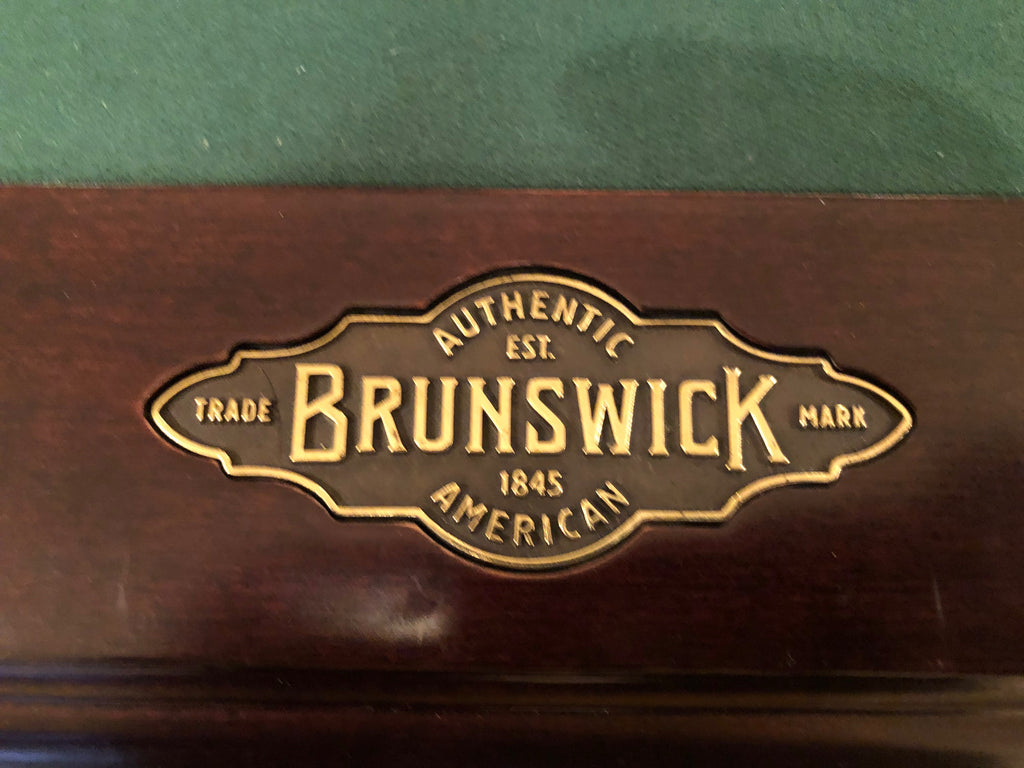 AUTHENTIC
EST.
TRADE BRUNSWICK MARK
1845
AMERICAN